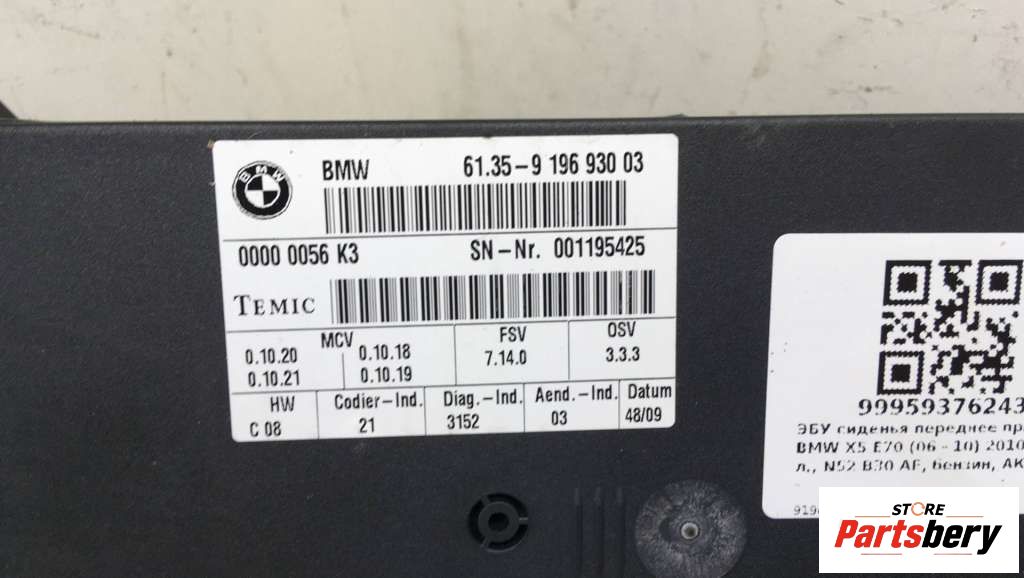 BMW
BMW 61.35-9 196 930 03
0000 0056 K3 SN-Nr. 001195425
TEMIC
MCV FSV OSV
0.10.20 0.10.18 7.14.0 3.3.3
0.10.21 0.10.19
HW Codier-Ind. Diag.-Ind. Aend.-Ind. Datum
C 08 21 3152 03 48/09
99959376243
ЭБУ сиденья переднее пр
BMW X5 E70 (06 - 10) 2010
л., N52 B30 AF, бензин, АК
STORE
Partsbery